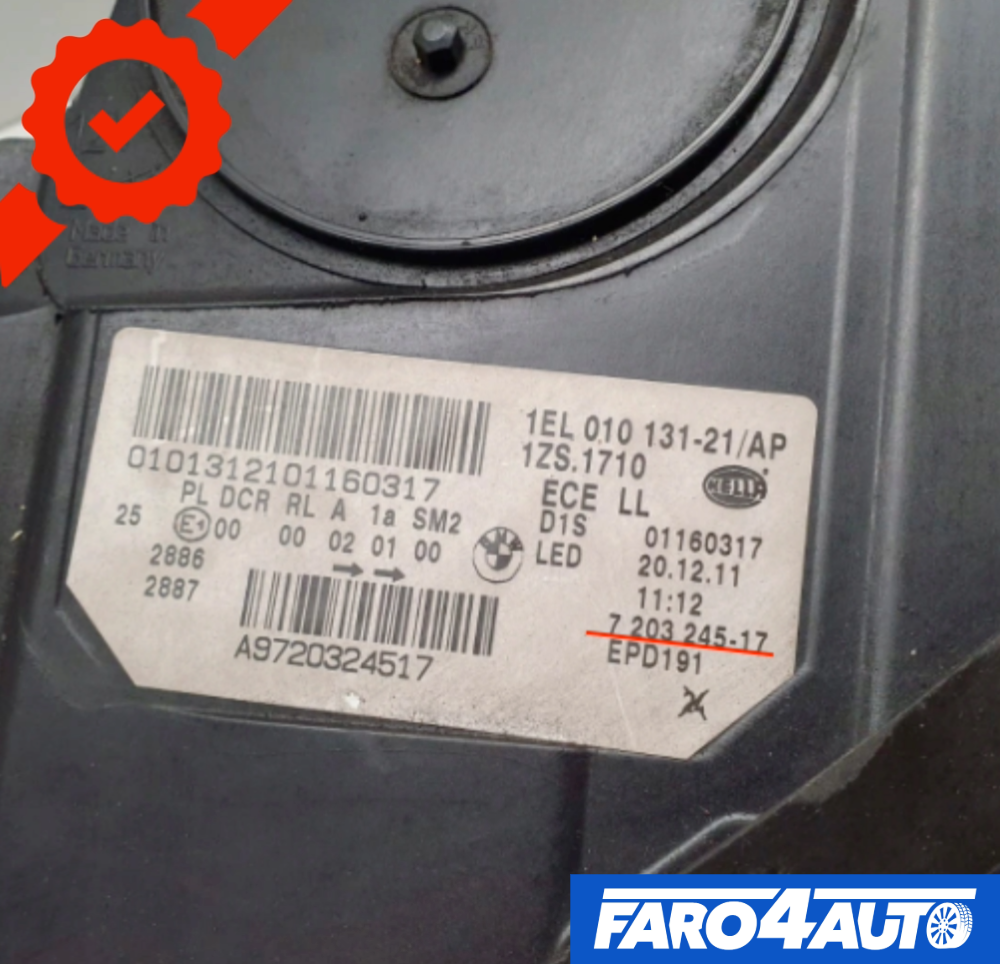 Made in
Germany
1EL 010 131-21/AP
1ZS.1710
HELLA
0101312101160317
ECE LL
PL DCR RL A 1a SM2
D1S
01160317
25 E1 00 00 02 01 00
BMW
LED
20.12.11
2886
11:12
2887
7 203 245-17
A9720324517
EPD191
FARO4AUTO